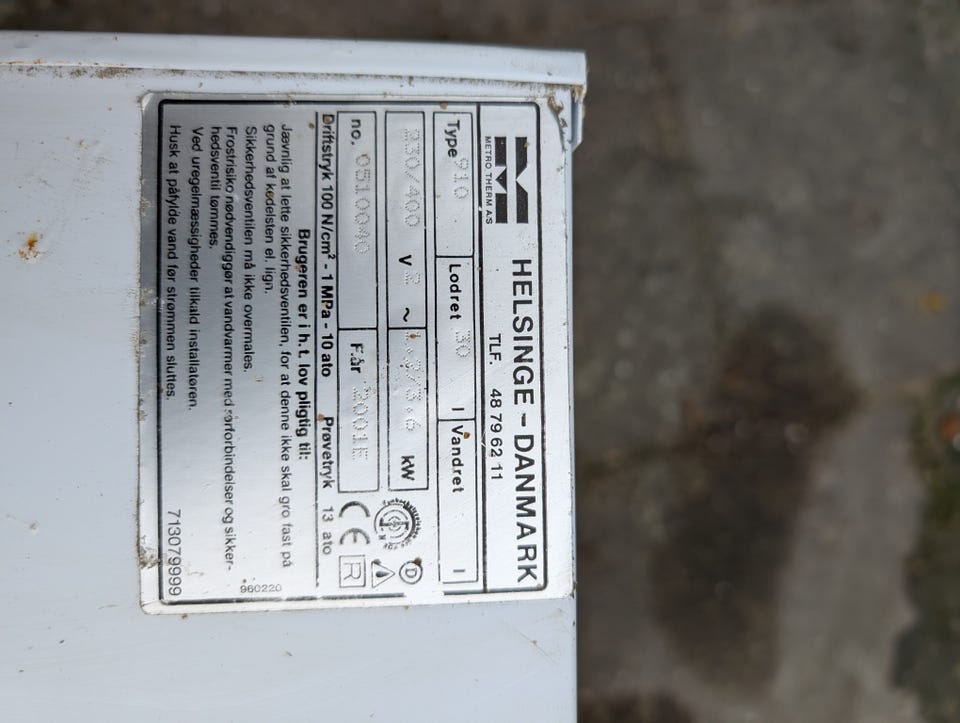 METRO THERM A/S
HELSINGE - DANMARK
TLF. 48 79 62 11
Type 910 Lodret 30 l Vandret l
230/400 V 2 ~ kW
no. 0510040 F.år 2001E
D
CE
R
Driftstryk 100 N/cm² - 1 MPa - 10 ato Prøvetryk 13 ato
Brugeren er i h.t. lov pligtig til:
Jævnlig at lette sikkerhedsventilen, for at denne ikke skal gro fast på
grund af kedelsten el. lign.
Sikkerhedsventilen må ikke overmales.
Frostrisiko nødvendiggør at vandvarmer med rørforbindelser og sikker-
hedsventil tømmes.
Ved uregelmæssigheder tilkald installatøren.
Husk at påfylde vand før strømmen sluttes.
960220
713079999